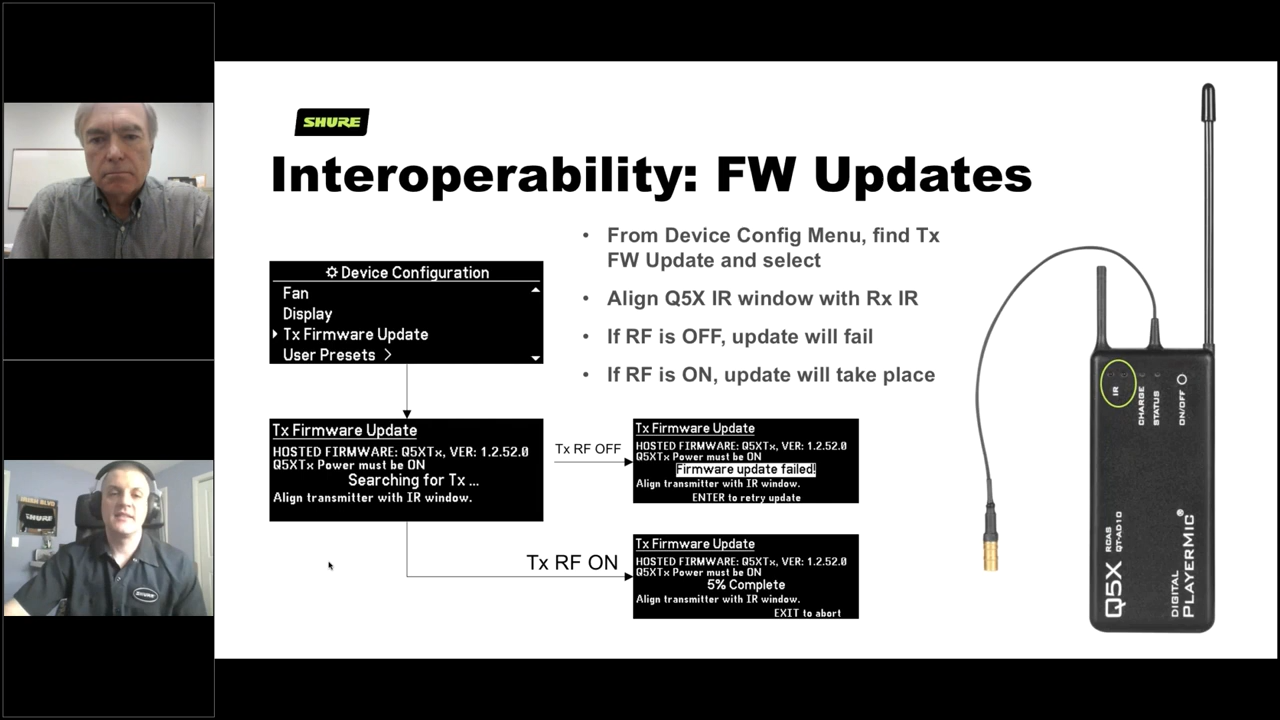 SHURE
Interoperability: FW Updates
• From Device Config Menu, find Tx
FW Update and select
• Align Q5X IR window with Rx IR
• If RF is OFF, update will fail
• If RF is ON, update will take place
Device Configuration
Fan
Display
Tx Firmware Update
User Presets >
Tx Firmware Update
HOSTED FIRMWARE: Q5XTx, VER: 1.2.52.0
Q5XTx Power must be ON
Searching for Tx ...
Align transmitter with IR window.
Tx RF OFF
Tx Firmware Update
HOSTED FIRMWARE: Q5XTx, VER: 1.2.52.0
Q5XTx Power must be ON
Firmware update failed!
Align transmitter with IR window.
ENTER to retry update
Tx RF ON
Tx Firmware Update
HOSTED FIRMWARE: Q5XTx, VER: 1.2.52.0
Q5XTx Power must be ON
5% Complete
Align transmitter with IR window.
EXIT to abort
IR
CHARGE
STATUS
ON/OFF
Q5X
RCAS
QT-AD10
DIGITAL
PLAYERMIC®
SHURE
SHURE